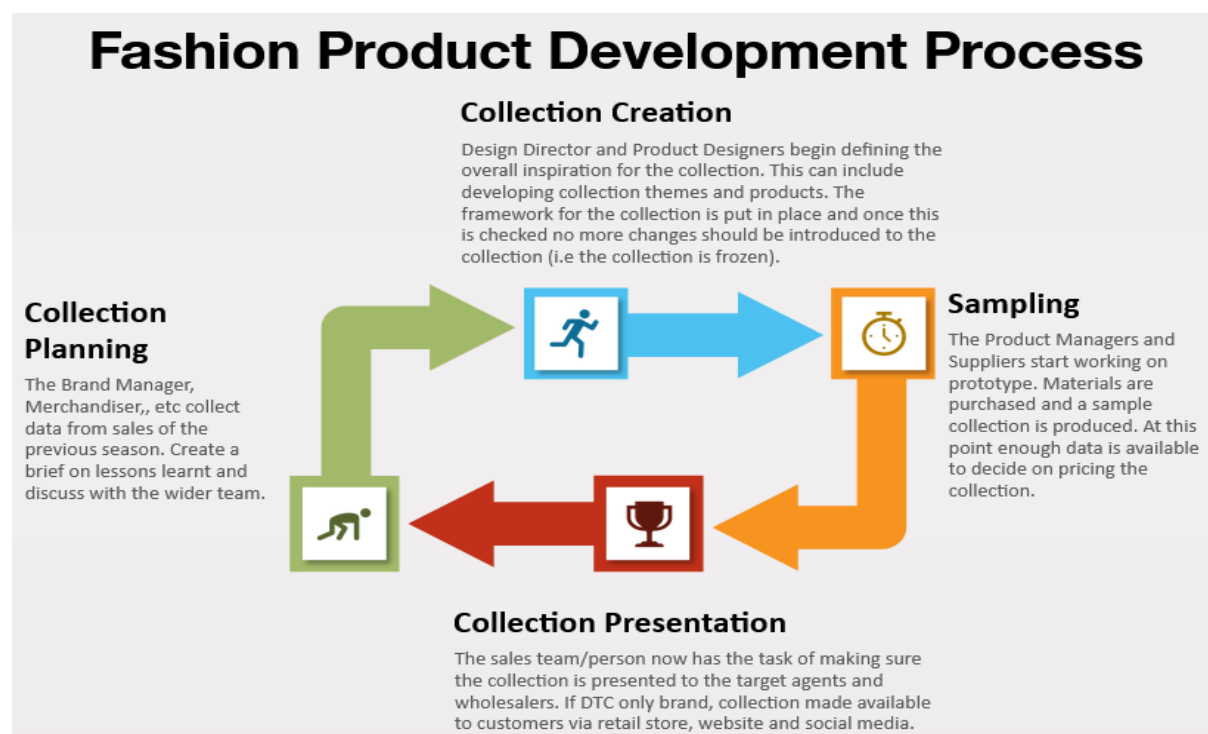 Fashion Product Development Process
Collection Creation
Design Director and Product Designers begin defining the
overall inspiration for the collection. This can include
developing collection themes and products. The
framework for the collection is put in place and once this
is checked no more changes should be introduced to the
collection (i.e the collection is frozen).
Collection
Planning
The Brand Manager,
Merchandiser,, etc collect
data from sales of the
previous season. Create a
brief on lessons learnt and
discuss with the wider team.
Sampling
The Product Managers and
Suppliers start working on
prototype. Materials are
purchased and a sample
collection is produced. At this
point enough data is available
to decide on pricing the
collection.
Collection Presentation
The sales team/person now has the task of making sure
the collection is presented to the target agents and
wholesalers. If DTC only brand, collection made available
to customers via retail store, website and social media.